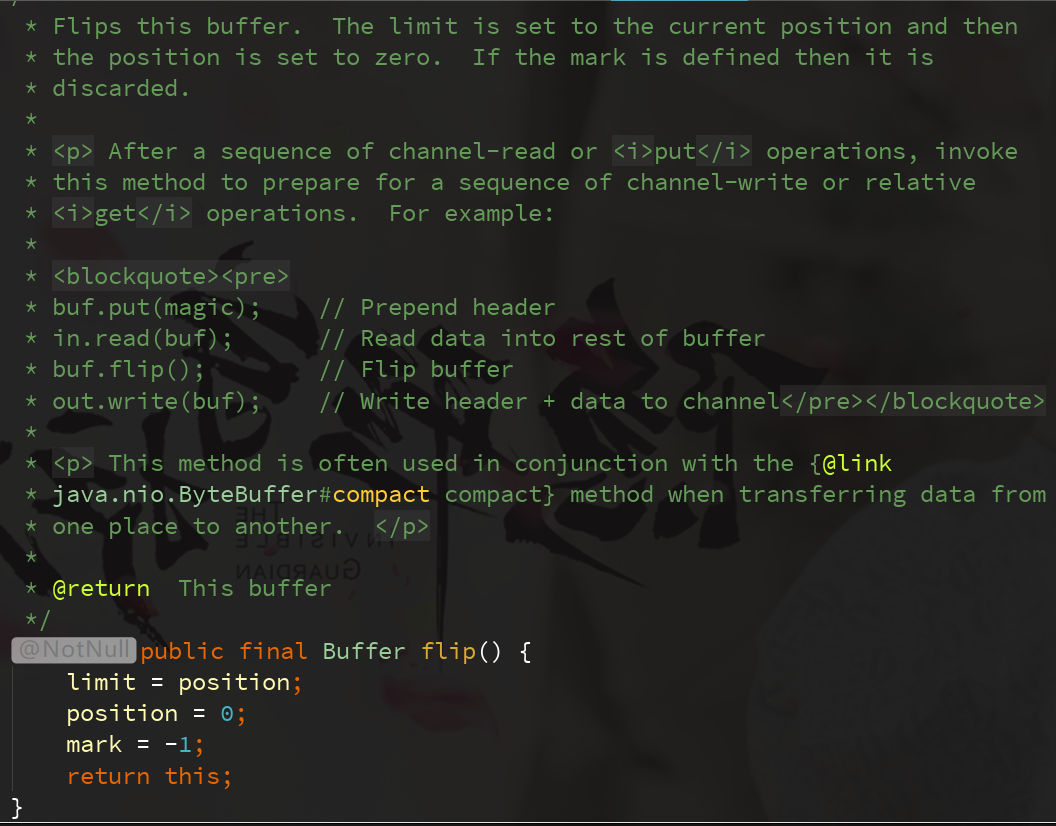 * Flips this buffer.  The limit is set to the current position and then
* the position is set to zero.  If the mark is defined then it is
* discarded.
*
* <p> After a sequence of channel-read or <i>put</i> operations, invoke
* this method to prepare for a sequence of channel-write or relative
* <i>get</i> operations.  For example:
*
* <blockquote><pre>
* buf.put(magic);    // Prepend header
* in.read(buf);      // Read data into rest of buffer
* buf.flip();        // Flip buffer
* out.write(buf);    // Write header + data to channel</pre></blockquote>
*
* <p> This method is often used in conjunction with the {@link
* java.nio.ByteBuffer#compact compact} method when transferring data from
* one place to another.  </p>
*
* @return  This buffer
*/
@NotNull public final Buffer flip() {
    limit = position;
    position = 0;
    mark = -1;
    return this;
}
THE
INVISIBLE
GUARDIAN